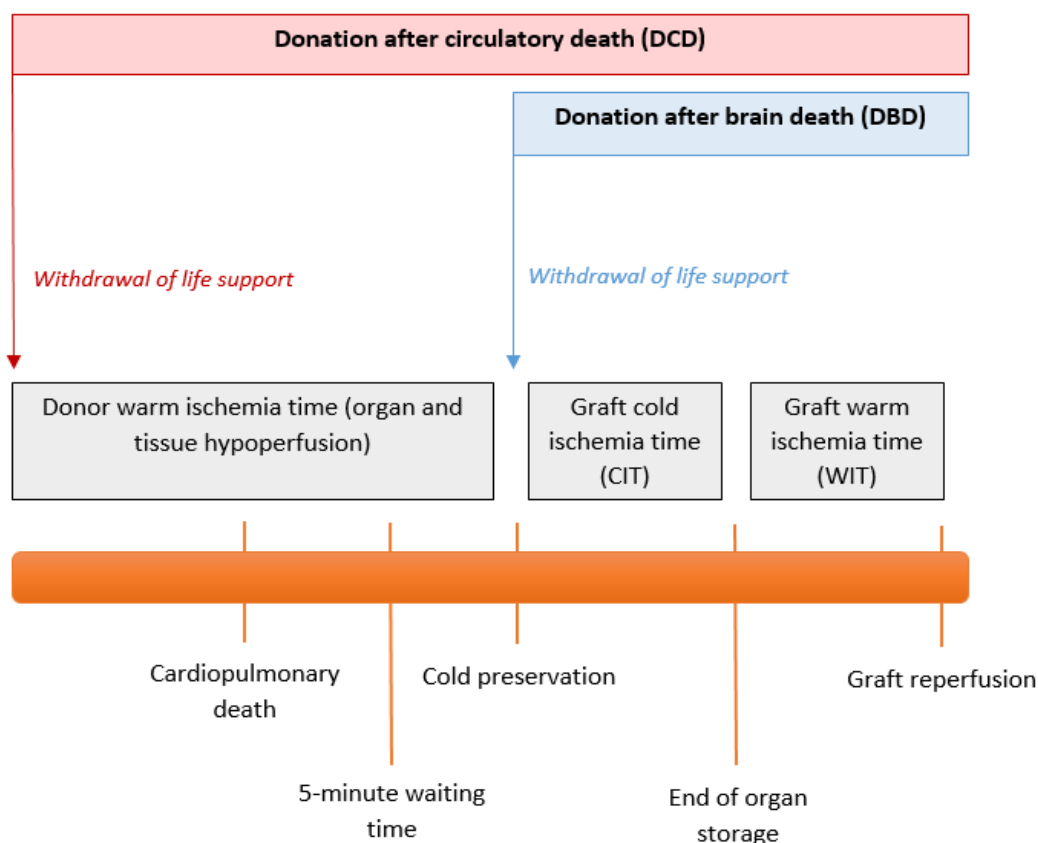 Donation after circulatory death (DCD)
Donation after brain death (DBD)
Withdrawal of life support
Withdrawal of life support
Donor warm ischemia time (organ and
tissue hypoperfusion)
Graft cold
ischemia time
(CIT)
Graft warm
ischemia time
(WIT)
Cardiopulmonary
death
Cold preservation
Graft reperfusion
5-minute waiting
time
End of organ
storage